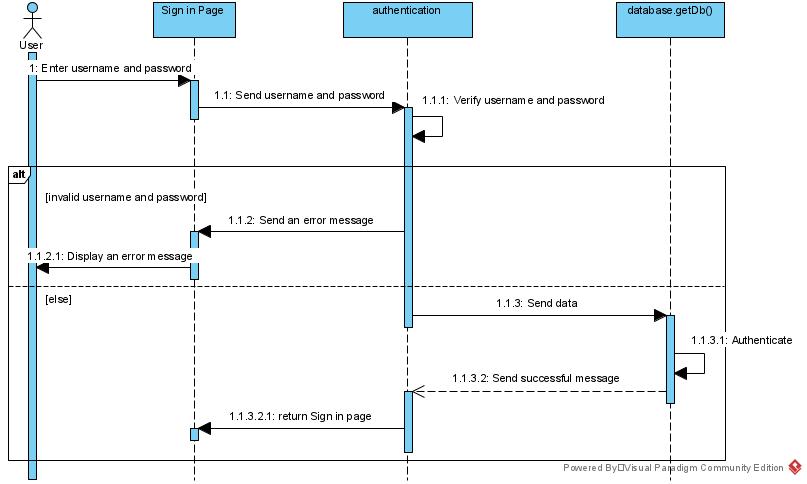 Sign in Page
authentication
database.getDb()
User
1: Enter username and password
1.1: Send username and password
1.1.1: Verify username and password
alt
[invalid username and password]
1.1.2: Send an error message
1.1.2.1: Display an error message
[else]
1.1.3: Send data
1.1.3.1: Authenticate
1.1.3.2: Send successful message
1.1.3.2.1: return Sign in page
Powered By Visual Paradigm Community Edition